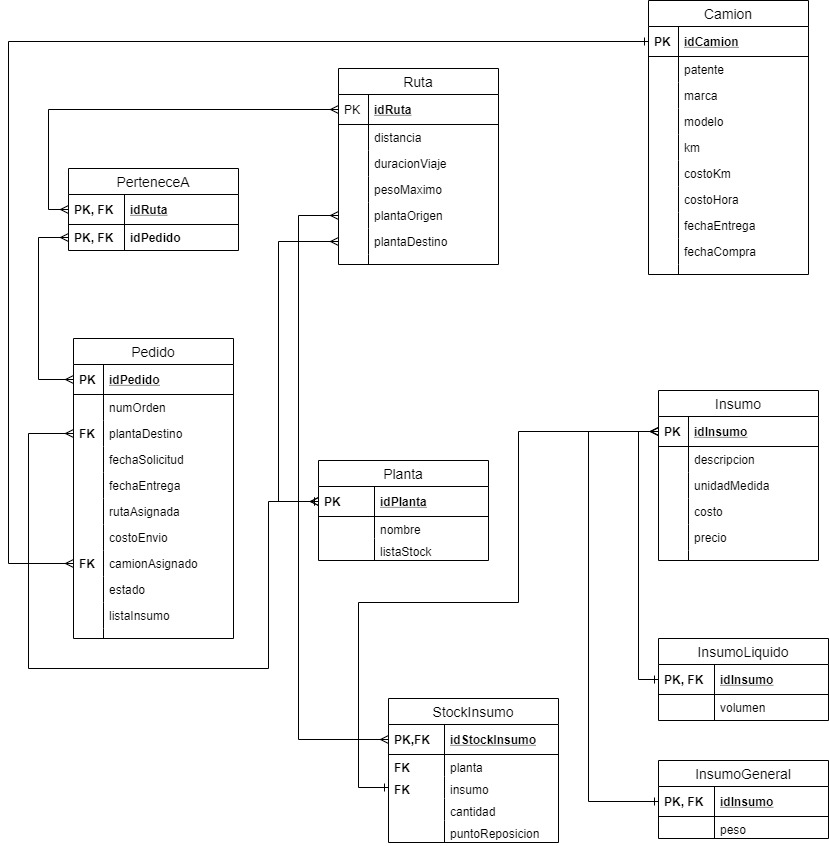 Camion
PK idCamion
patente
marca
modelo
km
costoKm
costoHora
fechaEntrega
fechaCompra
Ruta
PK idRuta
distancia
duracionViaje
pesoMaximo
plantaOrigen
plantaDestino
PerteneceA
PK, FK idRuta
PK, FK idPedido
Pedido
PK idPedido
numOrden
FK plantaDestino
fechaSolicitud
fechaEntrega
rutaAsignada
costoEnvio
FK camionAsignado
estado
listaInsumo
Insumo
PK idInsumo
descripcion
unidadMedida
costo
precio
Planta
PK idPlanta
nombre
listaStock
InsumoLiquido
PK, FK idInsumo
volumen
StockInsumo
PK,FK idStockInsumo
FK planta
FK insumo
cantidad
puntoReposicion
InsumoGeneral
PK, FK idInsumo
peso